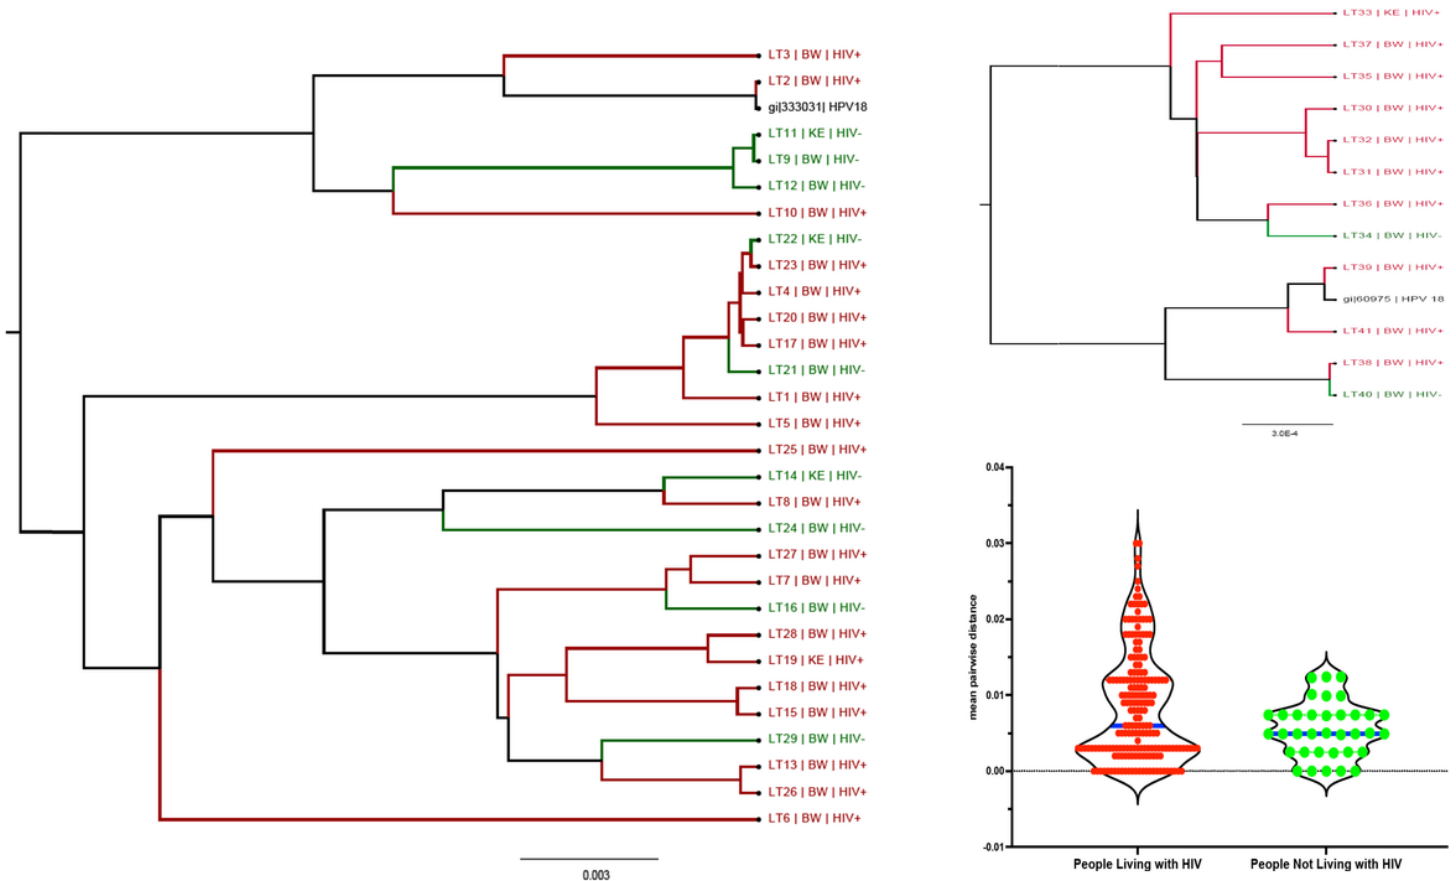 LT3 | BW | HIV+
LT2 | BW | HIV+
gi|333031| HPV18
LT11 | KE | HIV-
LT9 | BW | HIV-
LT12 | BW | HIV-
LT10 | BW | HIV+
LT22 | KE | HIV-
LT23 | BW | HIV+
LT4 | BW | HIV+
LT20 | BW | HIV+
LT17 | BW | HIV+
LT21 | BW | HIV-
LT1 | BW | HIV+
LT5 | BW | HIV+
LT25 | BW | HIV+
LT14 | KE | HIV-
LT8 | BW | HIV+
LT24 | BW | HIV-
LT27 | BW | HIV+
LT7 | BW | HIV+
LT16 | BW | HIV-
LT28 | BW | HIV+
LT19 | KE | HIV+
LT18 | BW | HIV+
LT15 | BW | HIV+
LT29 | BW | HIV-
LT13 | BW | HIV+
LT26 | BW | HIV+
LT6 | BW | HIV+
0.003
LT33 | KE | HIV+
LT37 | BW | HIV+
LT35 | BW | HIV+
LT30 | BW | HIV+
LT32 | BW | HIV+
LT31 | BW | HIV+
LT36 | BW | HIV+
LT34 | BW | HIV-
LT39 | BW | HIV+
gi|60975 | HPV 18
LT41 | BW | HIV+
LT38 | BW | HIV+
LT40 | BW | HIV-
3.0E-4
mean pairwise distance
0.04
0.03
0.02
0.01
0.00
-0.01
People Living with HIV
People Not Living with HIV